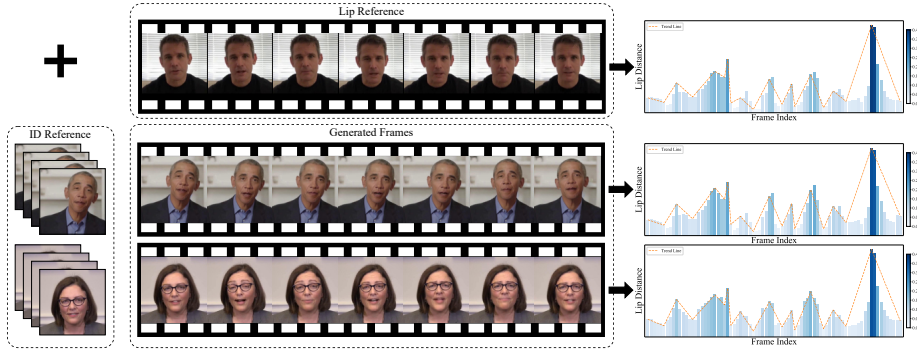 Lip Reference
Trend Line
Lip Distance
Frame Index
ID Reference
Generated Frames
Trend Line
Lip Distance
Frame Index
Trend Line
Lip Distance
Frame Index